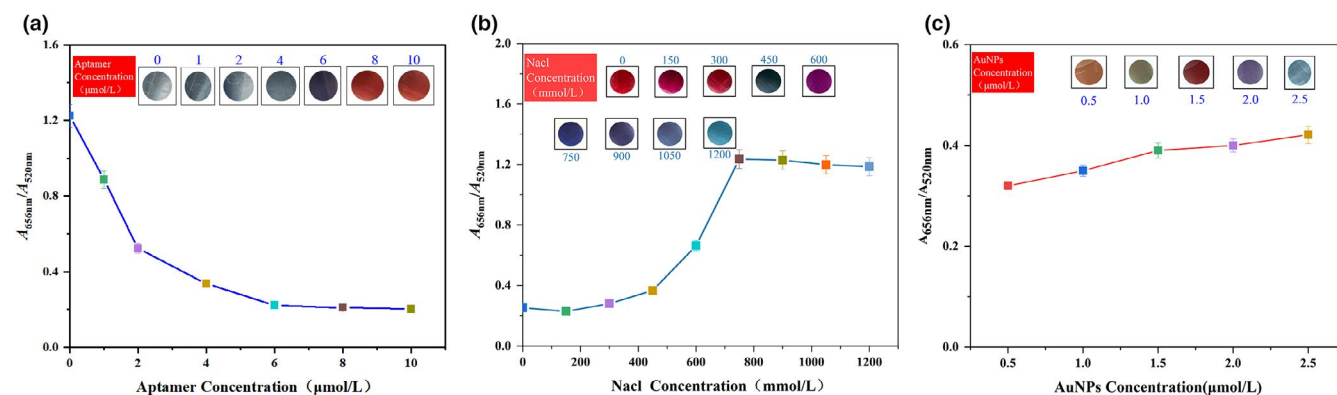 (a)
Aptamer
Concentration
(μmol/L)
0 1 2 4 6 8 10
A656nm/A520nm
1.6
1.2
0.8
0.4
0.0
0 2 4 6 8 10
Aptamer Concentration（μmol/L）
(b)
Nacl
Concentration
(mmol/L)
0 150 300 450 600
750 900 1050 1200
A656nm/A520nm
2.0
1.6
1.2
0.8
0.4
0.0
0 200 400 600 800 1000 1200
Nacl Concentration（mmol/L）
(c)
AuNPs
Concentration
(μmol/L)
0.5 1.0 1.5 2.0 2.5
A656nm/A520nm
0.6
0.4
0.2
0.0
0.5 1.0 1.5 2.0 2.5
AuNPs Concentration(μmol/L)